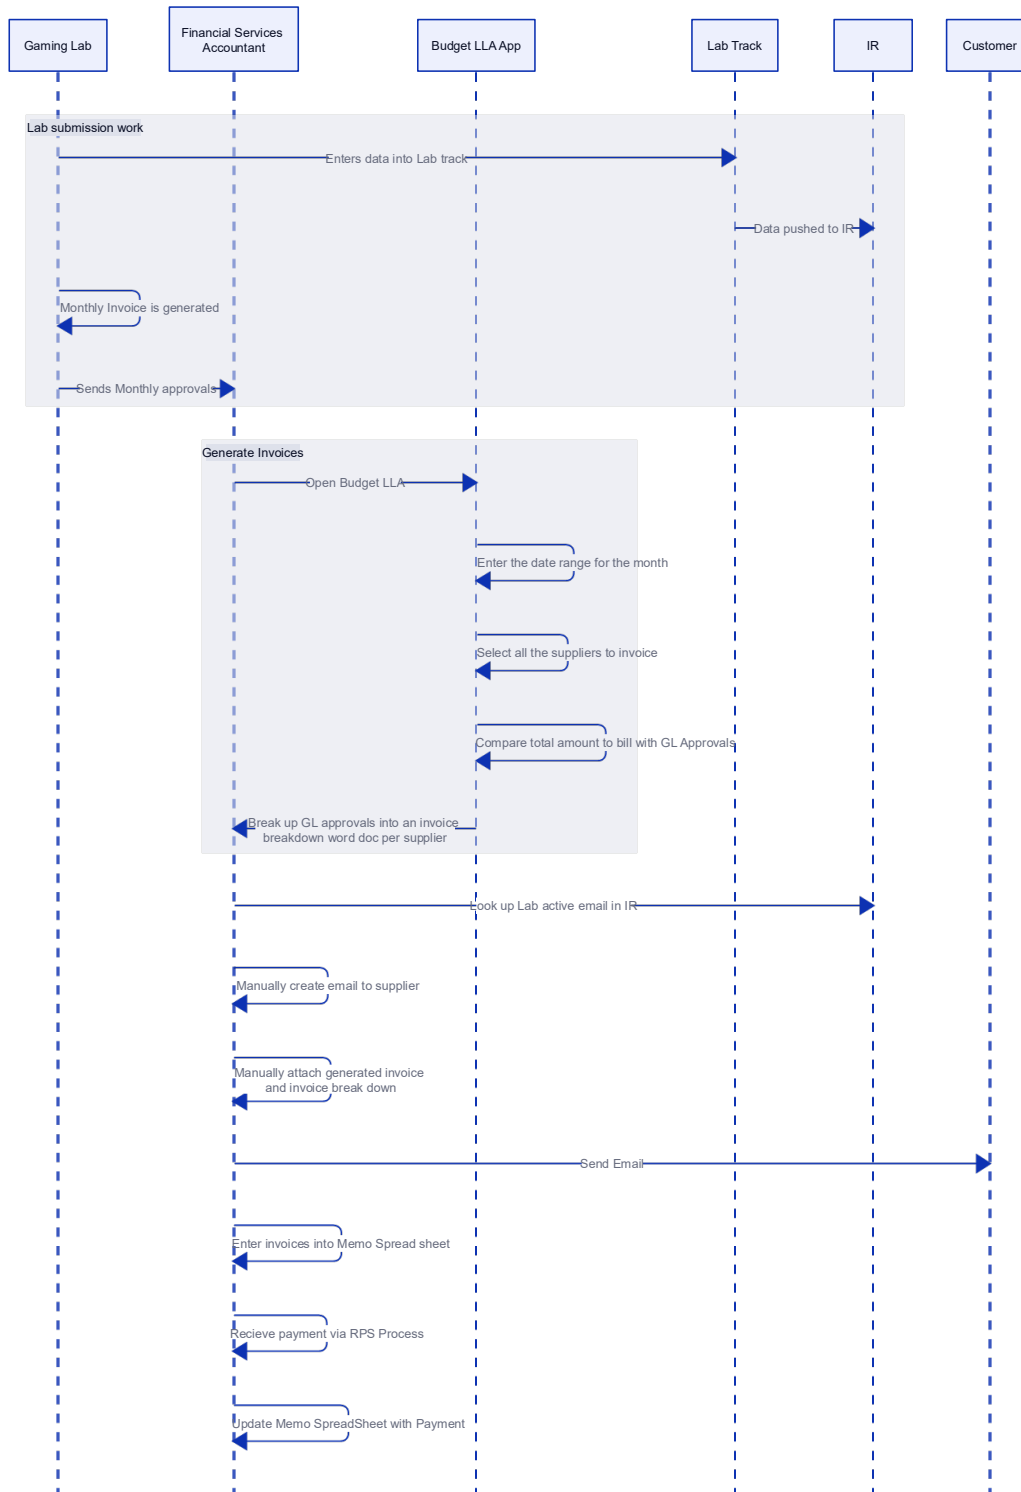 Gaming Lab
Financial Services
Accountant
Budget LLA App
Lab Track
IR
Customer
Lab submission work
Enters data into Lab track
Data pushed to IR
Monthly Invoice is generated
Sends Monthly approvals
Generate Invoices
Open Budget LLA
Enter the date range for the month
Select all the suppliers to invoice
Compare total amount to bill with GL Approvals
Break up GL approvals into an invoice
breakdown word doc per supplier
Look up Lab active email in IR
Manually create email to supplier
Manually attach generated invoice
and invoice break down
Send Email
Enter invoices into Memo Spread sheet
Recieve payment via RPS Process
Update Memo SpreadSheet with Payment